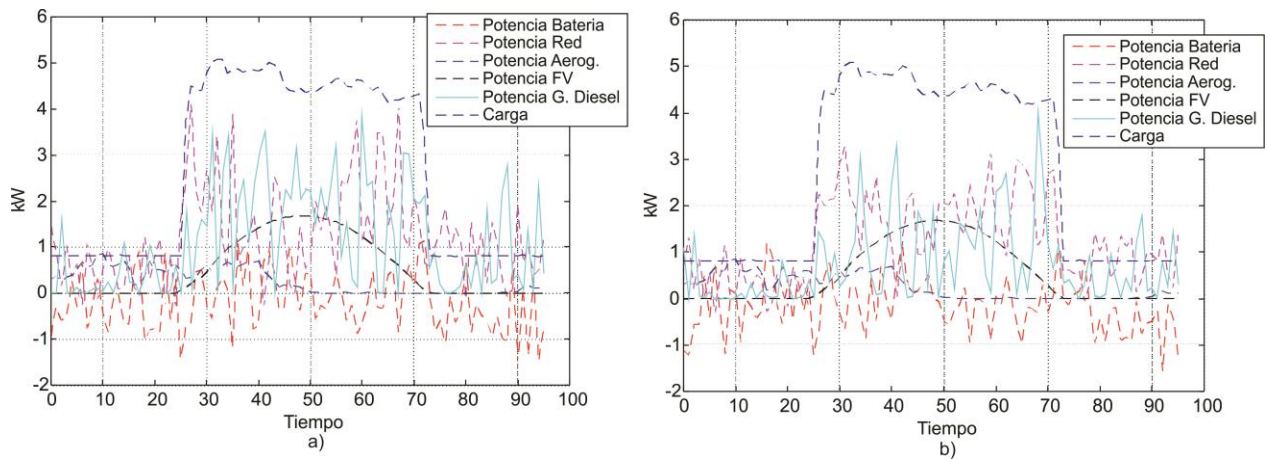 6
5
4
3
2
1
0
-1
-2
kW
0 10 20 30 40 50 60 70 80 90 100
Tiempo
a)
Potencia Bateria
Potencia Red
Potencia Aerog.
Potencia FV
Potencia G. Diesel
Carga
6
5
4
3
2
1
0
-1
-2
kW
0 10 20 30 40 50 60 70 80 90 100
Tiempo
b)
Potencia Bateria
Potencia Red
Potencia Aerog.
Potencia FV
Potencia G. Diesel
Carga